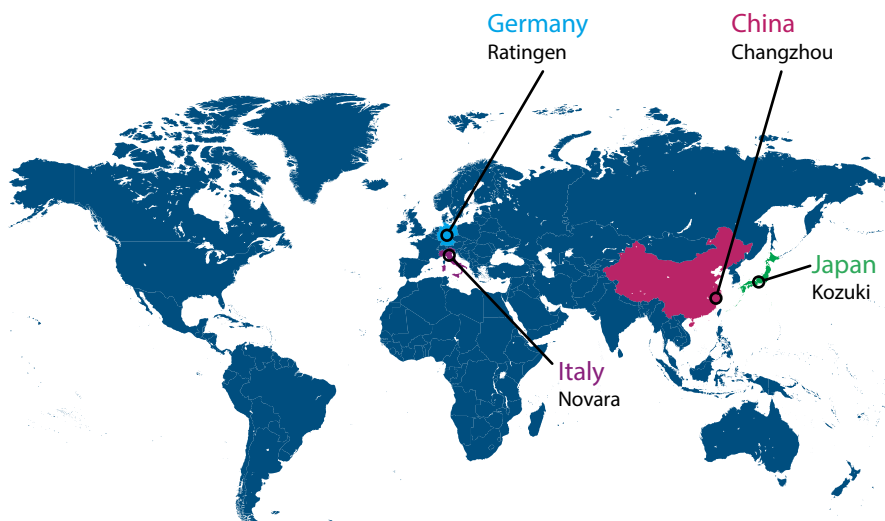 Germany
Ratingen
China
Changzhou
Japan
Kozuki
Italy
Novara